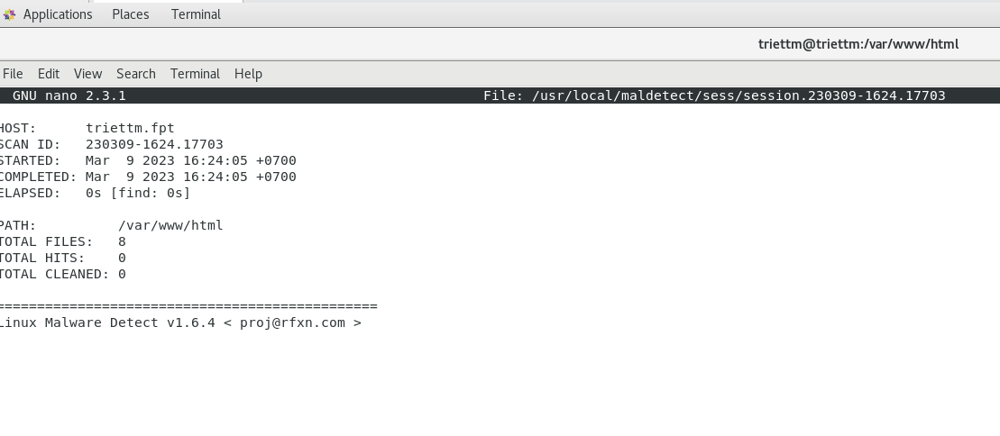 Applications Places Terminal
triettm@triettm:/var/www/html
File Edit View Search Terminal Help
GNU nano 2.3.1 File: /usr/local/maldetect/sess/session.230309-1624.17703
HOST: triettm.fpt
SCAN ID: 230309-1624.17703
STARTED: Mar 9 2023 16:24:05 +0700
COMPLETED: Mar 9 2023 16:24:05 +0700
ELAPSED: 0s [find: 0s]
PATH: /var/www/html
TOTAL FILES: 8
TOTAL HITS: 0
TOTAL CLEANED: 0
===============================================
Linux Malware Detect v1.6.4 < proj@rfxn.com >